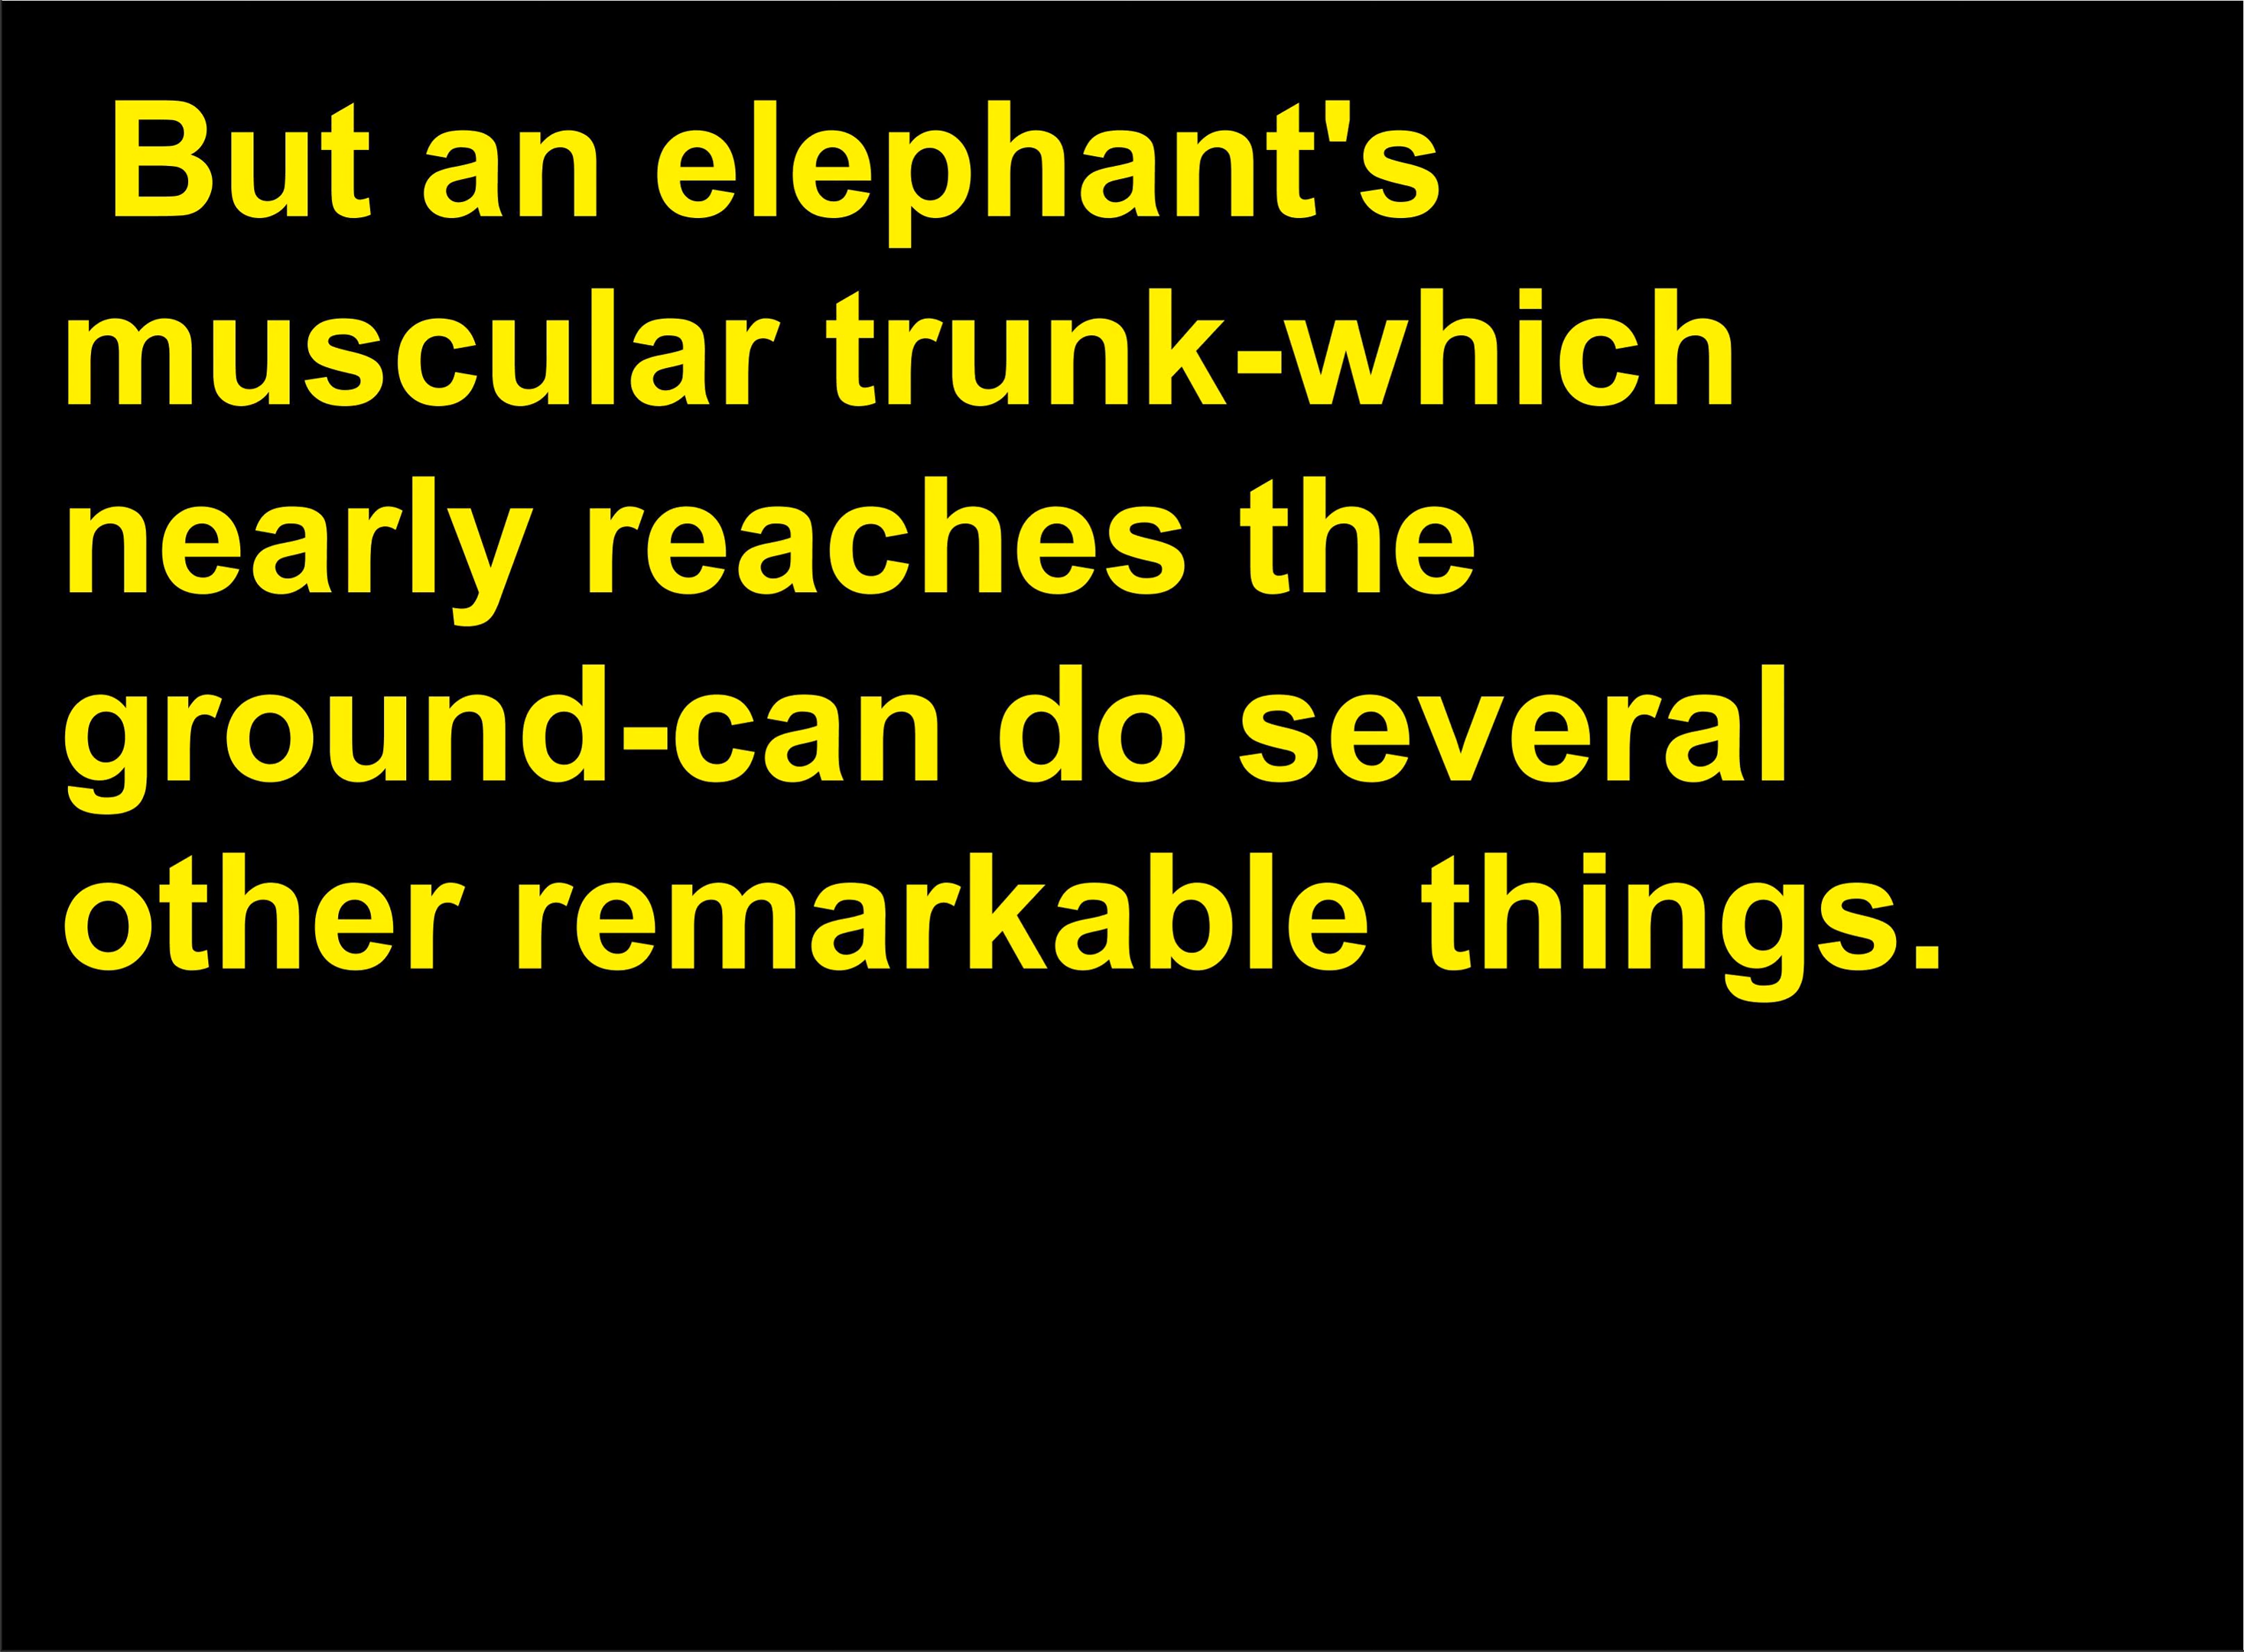 But an elephant's
muscular trunk-which
nearly reaches the
ground-can do several
other remarkable things.